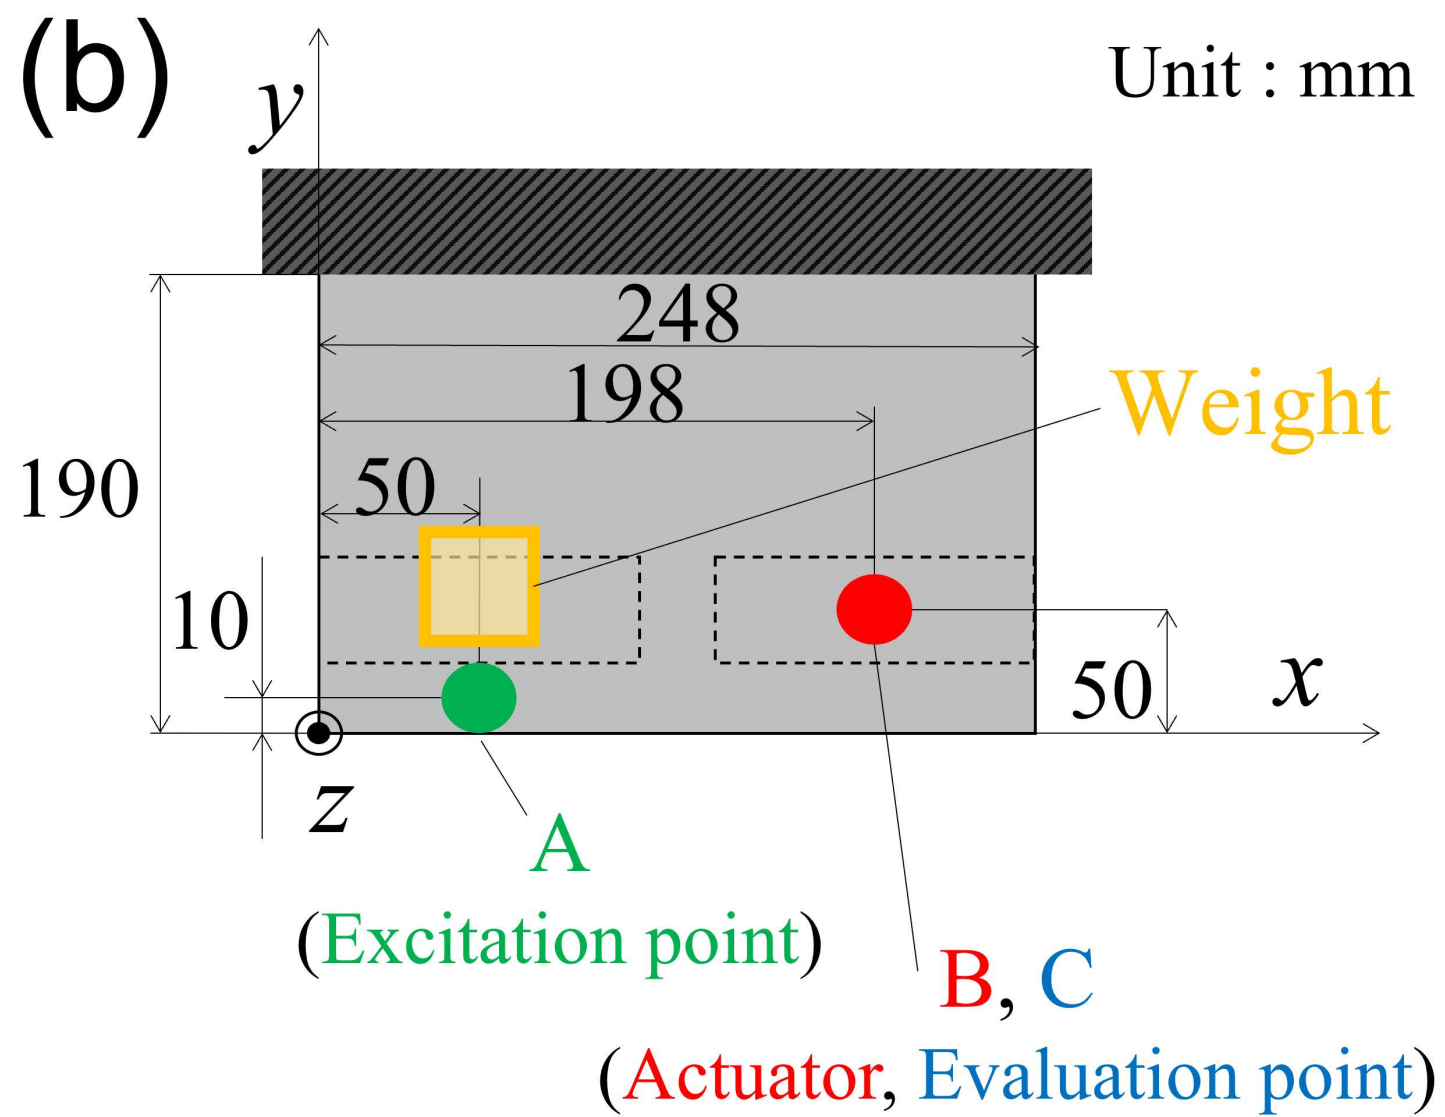 (b)
Unit : mm
y
248
198
Weight
190
50
10
50
x
z
A
(Excitation point)
B, C
(Actuator, Evaluation point)